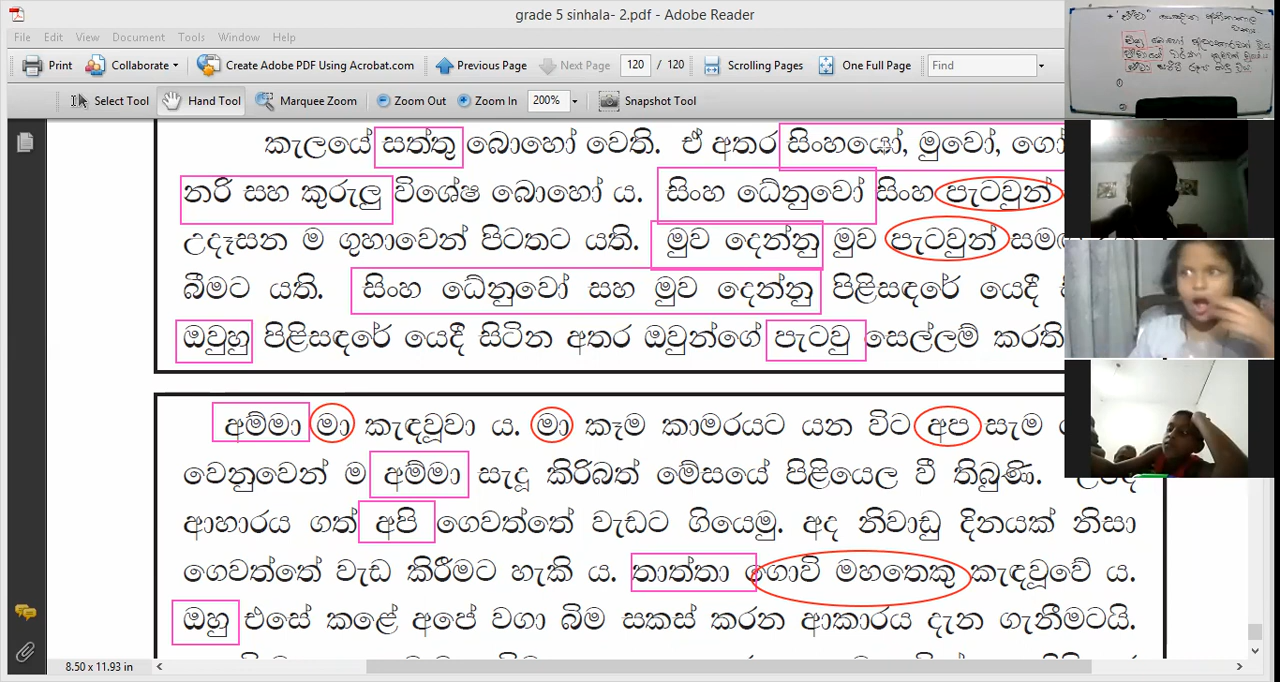 grade 5 sinhala- 2.pdf - Adobe Reader
File Edit View Document Tools Window Help
Print Collaborate Create Adobe PDF Using Acrobat.com Previous Page Next Page 120 / 120 Scrolling Pages One Full Page Find
Select Tool Hand Tool Marquee Zoom Zoom Out Zoom In 200% Snapshot Tool
කැලයේ සත්තු බොහෝ වෙති. ඒ අතර සිංහයෝ, මුවෝ,
නරි සහ කුරුලු විශේෂ බොහෝ ය. සිංහ ධේනුවෝ සිංහ පැටවුන්
උදෑසන ම ගුහාවෙන් පිටතට යති. මුව දෙන්නු මුව පැටවුන්
බීමට යති. සිංහ ධේනුවෝ සහ මුව දෙන්නු පිළිසඳරේ යෙදී
ඔවුහු පිළිසඳරේ යෙදී සිටින අතර ඔවුන්ගේ පැටවු සෙල්ලම් කරති
අම්මා මා කැඳවූවා ය. මා කෑම කාමරයට යන විට අප සැම
වෙනුවෙන් ම අම්මා සැදූ කිරිබත් මේසයේ පිළියෙල වී තිබුණි.
ආහාරය ගත් අපි ගෙවත්තේ වැඩට ගියෙමු. අද නිවාඩු දිනයක් නිසා
ගෙවත්තේ වැඩ කිරීමට හැකි ය. තාත්තා ගොවි මහතෙකු කැඳවූවේ ය.
ඔහු එසේ කළේ අපේ වගා බිම සකස් කරන ආකාරය දැන ගැනීමටයි.
8.50 x 11.93 in